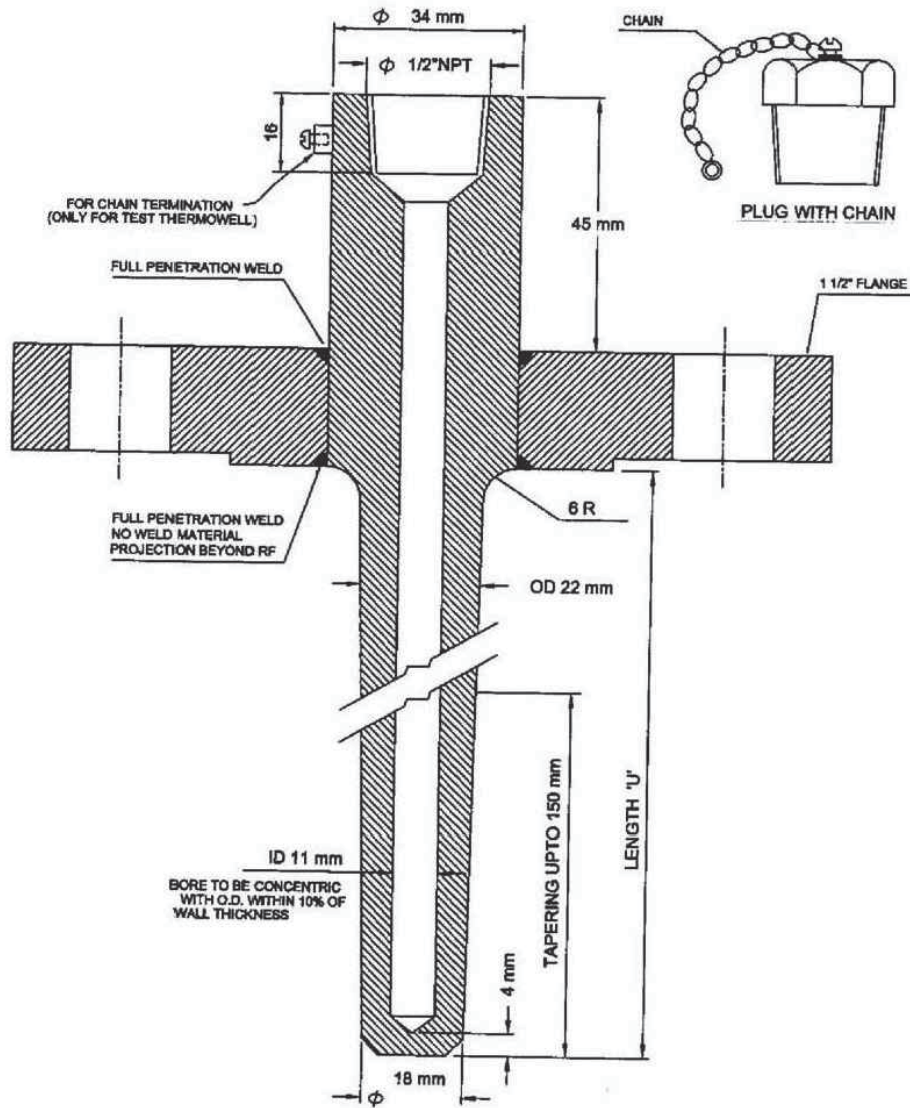 ϕ 34 mm
ϕ 1/2"NPT
16
FOR CHAIN TERMINATION
(ONLY FOR TEST THERMOWELL)
CHAIN
PLUG WITH CHAIN
45 mm
FULL PENETRATION WELD
1 1/2" FLANGE
FULL PENETRATION WELD
NO WELD MATERIAL
PROJECTION BEYOND RF
6 R
OD 22 mm
TAPERING UPTO 150 mm
LENGTH 'U'
ID 11 mm
BORE TO BE CONCENTRIC
WITH O.D. WITHIN 10% OF
WALL THICKNESS
4 mm
18 mm
ϕ